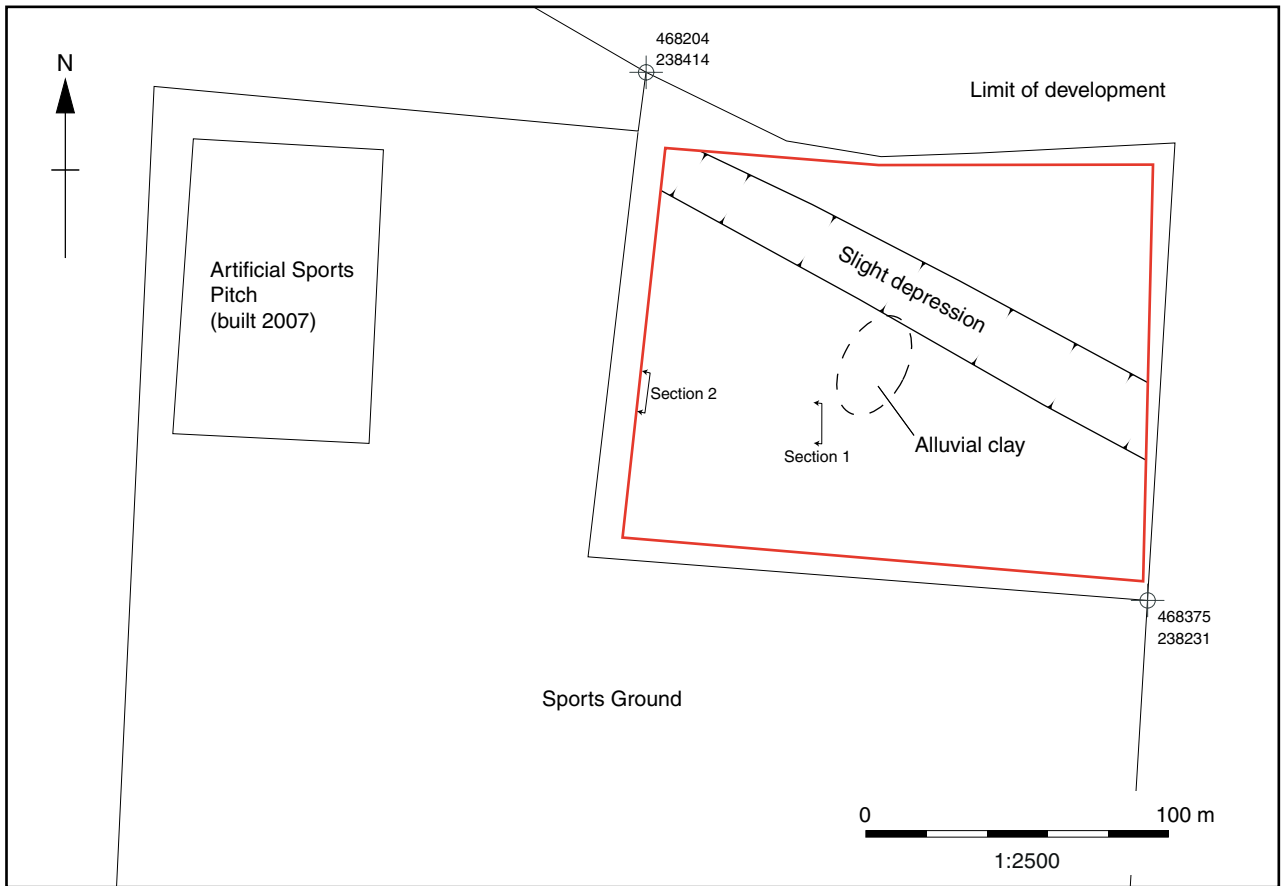 468204
238414
N
Limit of development
Artificial Sports
Pitch
(built 2007)
Slight depression
Section 2
Section 1
Alluvial clay
468375
238231
Sports Ground
0 100 m
1:2500